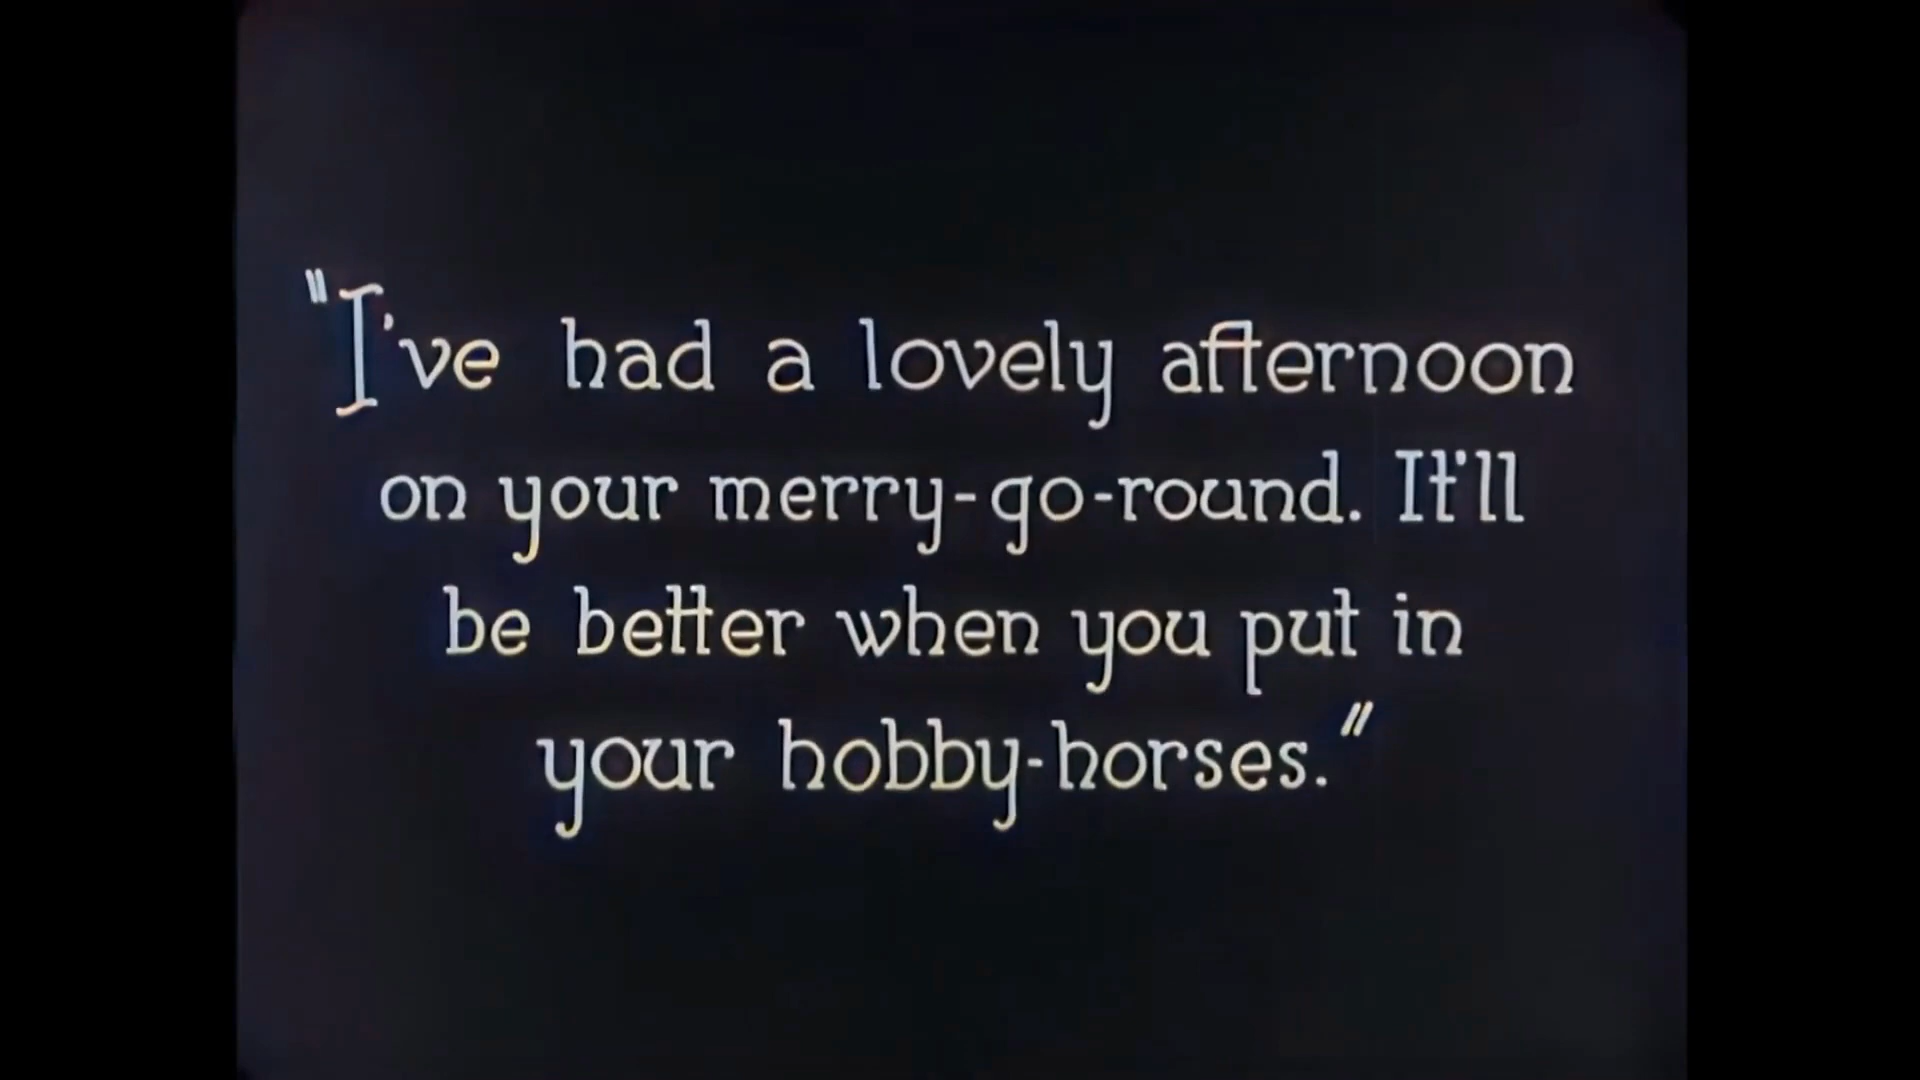 "I've had a lovely afternoon
on your merry-go-round. It'll
be better when you put in
your hobby-horses."